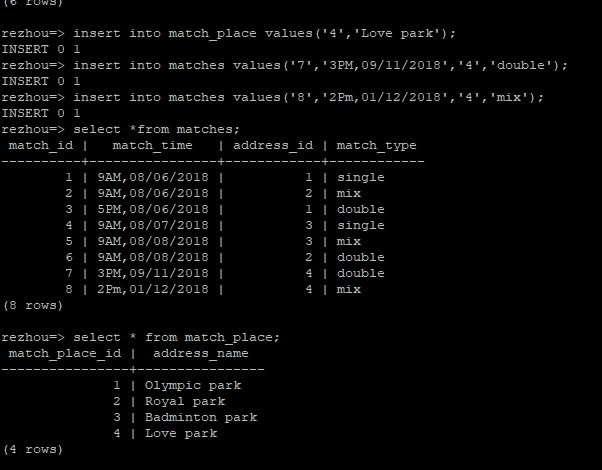 (6 rows)
rezhou=> insert into match_place values('4','Love park');
INSERT 0 1
rezhou=> insert into matches values('7','3PM,09/11/2018','4','double');
INSERT 0 1
rezhou=> insert into matches values('8','2Pm,01/12/2018','4','mix');
INSERT 0 1
rezhou=> select *from matches;
 match_id |   match_time   | address_id | match_type
----------+----------------+------------+------------
        1 | 9AM,08/06/2018 |          1 | single
        2 | 9AM,08/06/2018 |          2 | mix
        3 | 5PM,08/06/2018 |          1 | double
        4 | 9AM,08/07/2018 |          3 | single
        5 | 9AM,08/08/2018 |          3 | mix
        6 | 9AM,08/08/2018 |          2 | double
        7 | 3PM,09/11/2018 |          4 | double
        8 | 2Pm,01/12/2018 |          4 | mix
(8 rows)
rezhou=> select * from match_place;
 match_place_id |  address_name
----------------+----------------
              1 | Olympic park
              2 | Royal park
              3 | Badminton park
              4 | Love park
(4 rows)